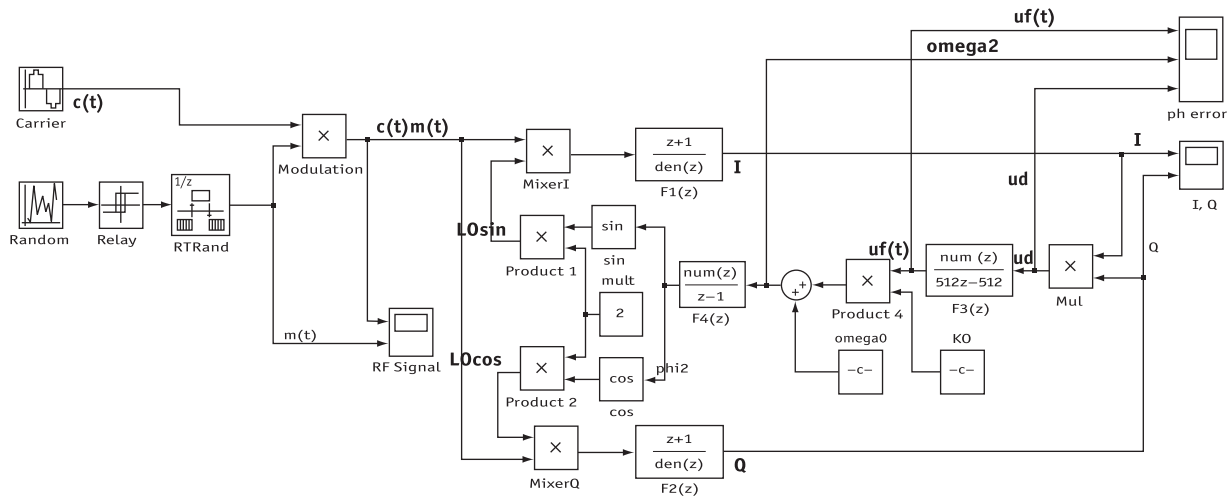 uf(t)
omega2
c(t)
Carrier
ph error
×
Modulation
c(t)m(t)
×
MixerI
z+1
den(z)
F1(z)
I
I
ud
I, Q
1/z
Random
Relay
RTRand
LOsin
×
Product 1
sin
sin
mult
2
num(z)
z−1
F4(z)
+
+
uf(t)
×
Product 4
num (z)
512z−512
F3(z)
ud
×
Mul
Q
m(t)
RF Signal
LOcos
×
Product 2
cos
cos
phi2
omega0
−c−
KO
−c−
×
MixerQ
z+1
den(z)
F2(z)
Q